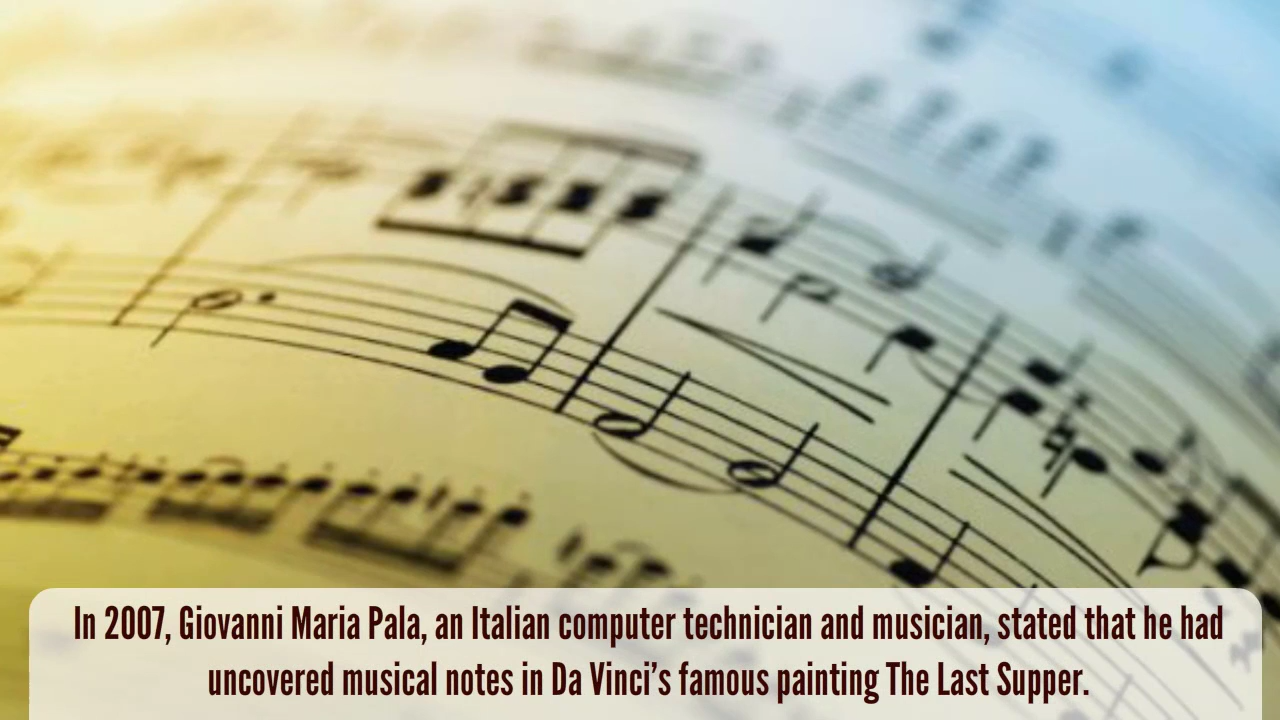 In 2007, Giovanni Maria Pala, an Italian computer technician and musician, stated that he had
uncovered musical notes in Da Vinci’s famous painting The Last Supper.